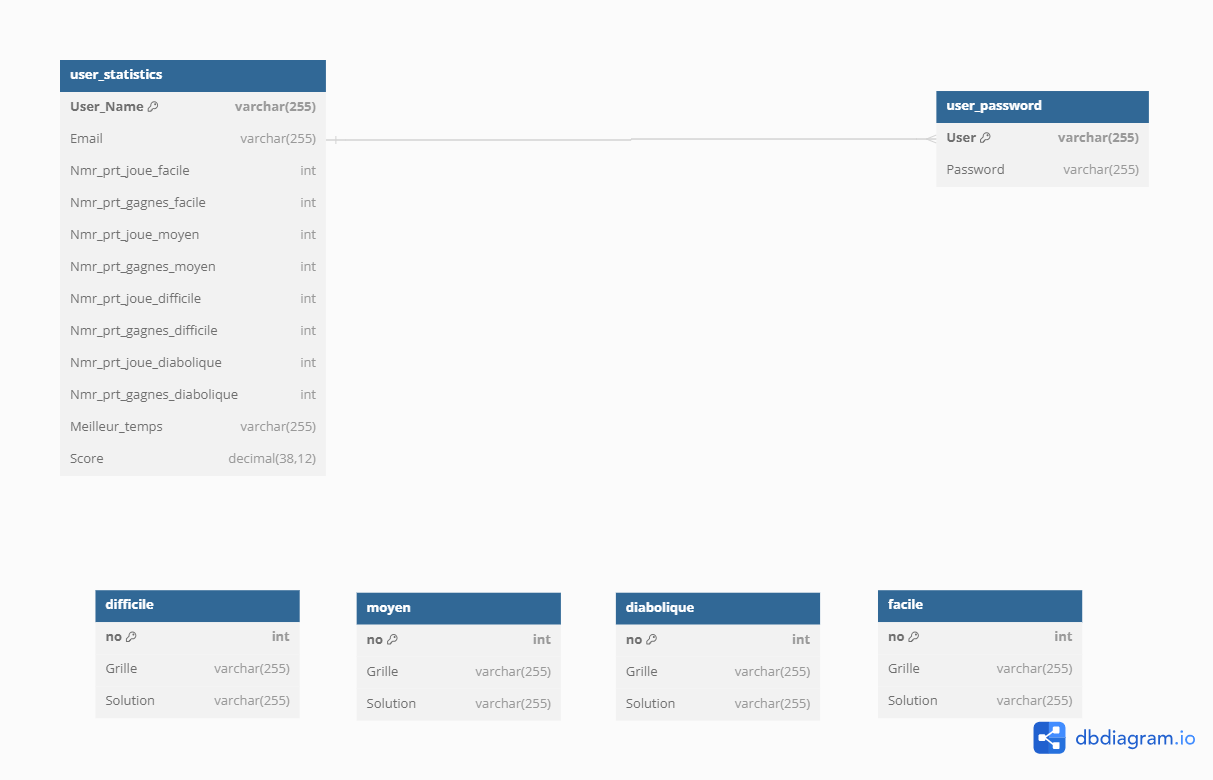 user_statistics
User_Name varchar(255)
Email varchar(255)
Nmr_prt_joue_facile int
Nmr_prt_gagnes_facile int
Nmr_prt_joue_moyen int
Nmr_prt_gagnes_moyen int
Nmr_prt_joue_difficile int
Nmr_prt_gagnes_difficile int
Nmr_prt_joue_diabolique int
Nmr_prt_gagnes_diabolique int
Meilleur_temps varchar(255)
Score decimal(38,12)
user_password
User varchar(255)
Password varchar(255)
difficile
no int
Grille varchar(255)
Solution varchar(255)
moyen
no int
Grille varchar(255)
Solution varchar(255)
diabolique
no int
Grille varchar(255)
Solution varchar(255)
facile
no int
Grille varchar(255)
Solution varchar(255)
dbdiagram.io